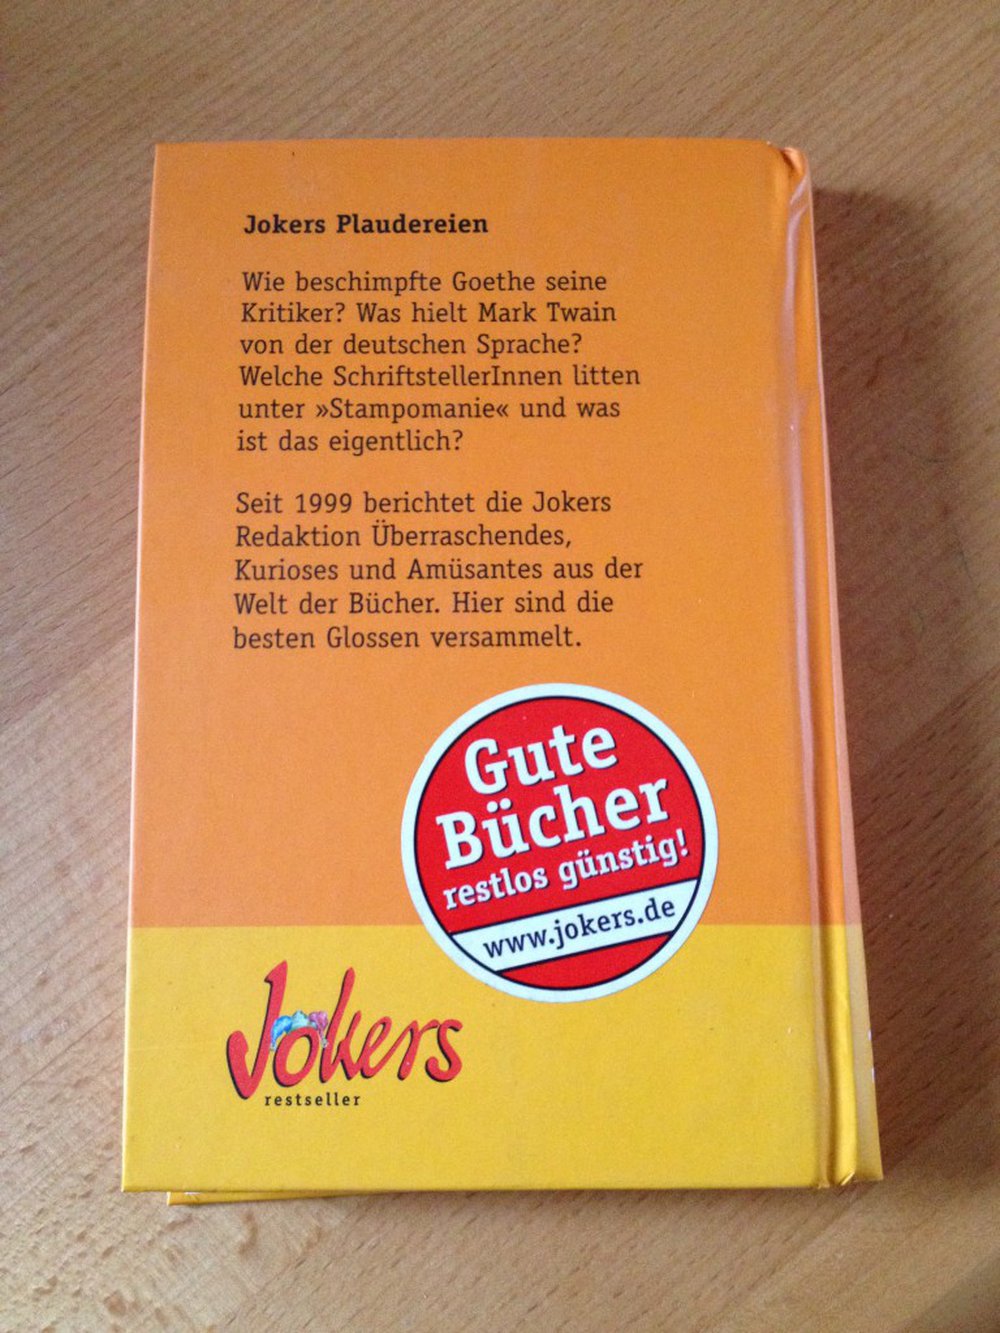 Jokers Plaudereien
Wie beschimpfte Goethe seine
Kritiker? Was hielt Mark Twain
von der deutschen Sprache?
Welche SchriftstellerInnen litten
unter »Stampomanie« und was
ist das eigentlich?
Seit 1999 berichtet die Jokers
Redaktion Überraschendes,
Kurioses und Amüsantes aus der
Welt der Bücher. Hier sind die
besten Glossen versammelt.
Gute
Bücher
restlos günstig!
www.jokers.de
Jokers
restseller